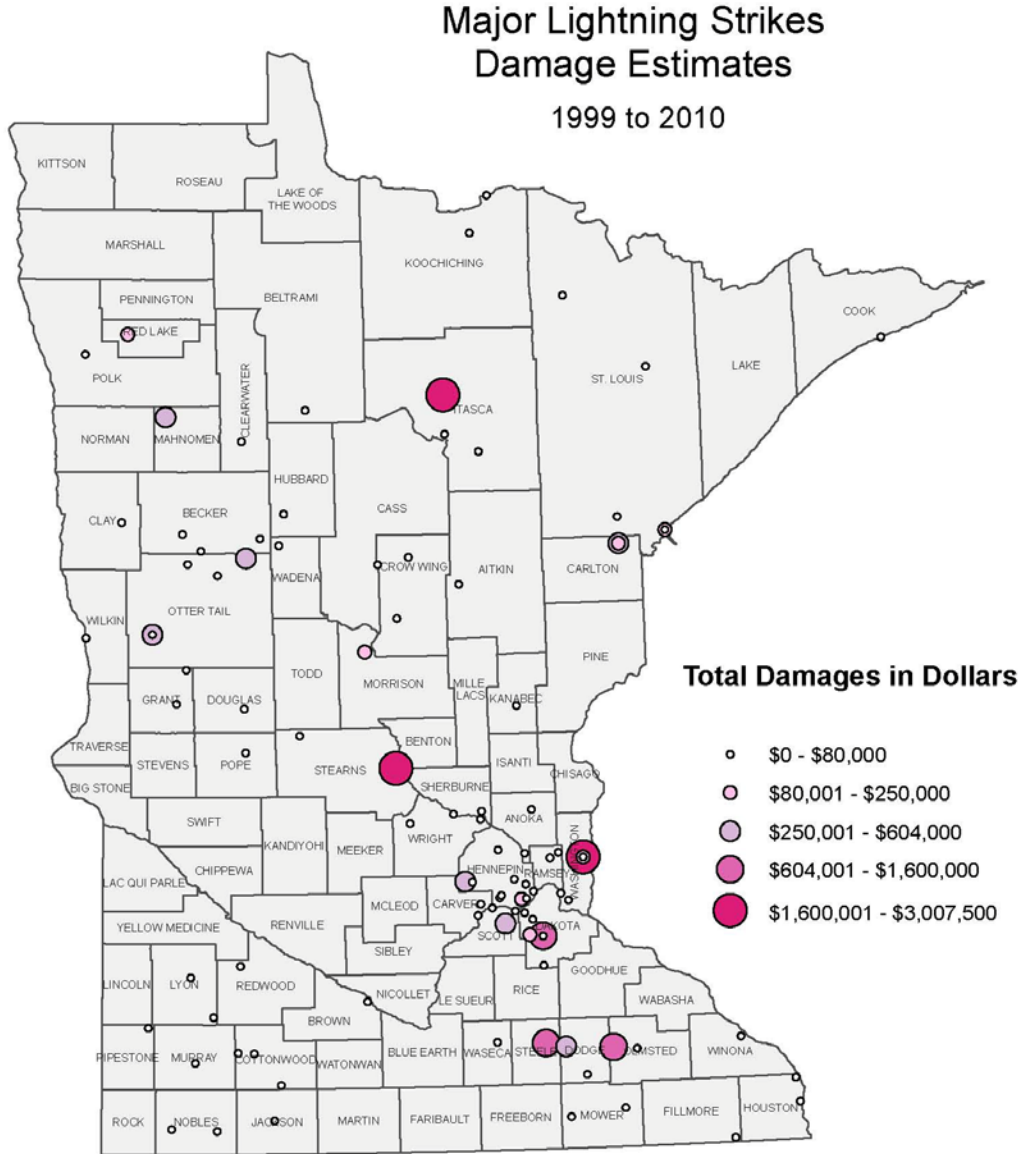 Major Lightning Strikes
Damage Estimates
1999 to 2010
KITTSON
ROSEAU
LAKE OF
THE WOODS
MARSHALL
KOOCHICHING
PENNINGTON
BELTRAMI
COOK
RED LAKE
LAKE
POLK
ST. LOUIS
CLEARWATER
ITASCA
NORMAN
MAHNOMEN
HUBBARD
CASS
CLAY
BECKER
CROW WING
AITKIN
CARLTON
WADENA
OTTER TAIL
WILKIN
PINE
TODD
MORRISON
MILLE
LACS
KANABEC
GRANT
DOUGLAS
Total Damages in Dollars
TRAVERSE
BENTON
STEVENS
POPE
STEARNS
ISANTI
CHISAGO
BIG STONE
SHERBURNE
$0 - $80,000
$80,001 - $250,000
$250,001 - $604,000
$604,001 - $1,600,000
$1,600,001 - $3,007,500
SWIFT
ANOKA
WRIGHT
KANDIYOHI
MEEKER
WASHINGTON
CHIPPEWA
HENNEPIN
RAMSEY
LAC QUI PARLE
MCLEOD
CARVER
YELLOW MEDICINE
RENVILLE
SCOTT
DAKOTA
SIBLEY
GOODHUE
LINCOLN
LYON
REDWOOD
NICOLLET
LE SUEUR
RICE
WABASHA
BROWN
PIPESTONE
MURRAY
COTTONWOOD
WATONWAN
BLUE EARTH
WASECA
STEELE
DODGE
OLMSTED
WINONA
ROCK
NOBLES
JACKSON
MARTIN
FARIBAULT
FREEBORN
MOWER
FILLMORE
HOUSTON